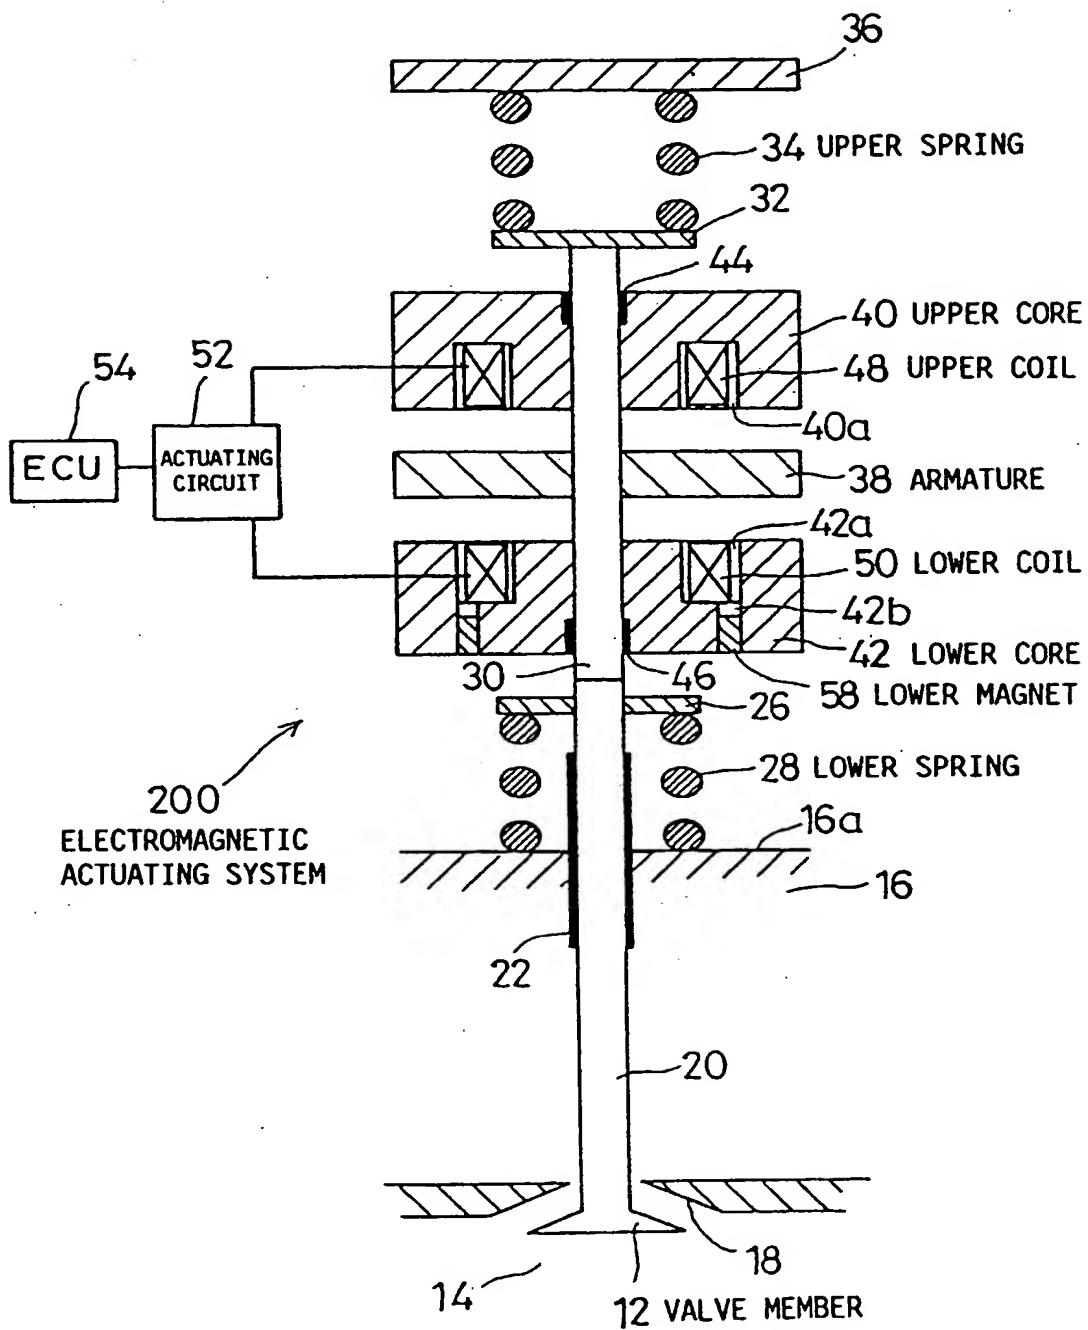 36
34 UPPER SPRING
32
44
40 UPPER CORE
54
52
48 UPPER COIL
40a
ECU
ACTUATING
CIRCUIT
38 ARMATURE
42a
50 LOWER COIL
42b
42 LOWER CORE
30
46
58 LOWER MAGNET
26
28 LOWER SPRING
200
ELECTROMAGNETIC
ACTUATING SYSTEM
16a
16
22
20
18
14
12 VALVE MEMBER